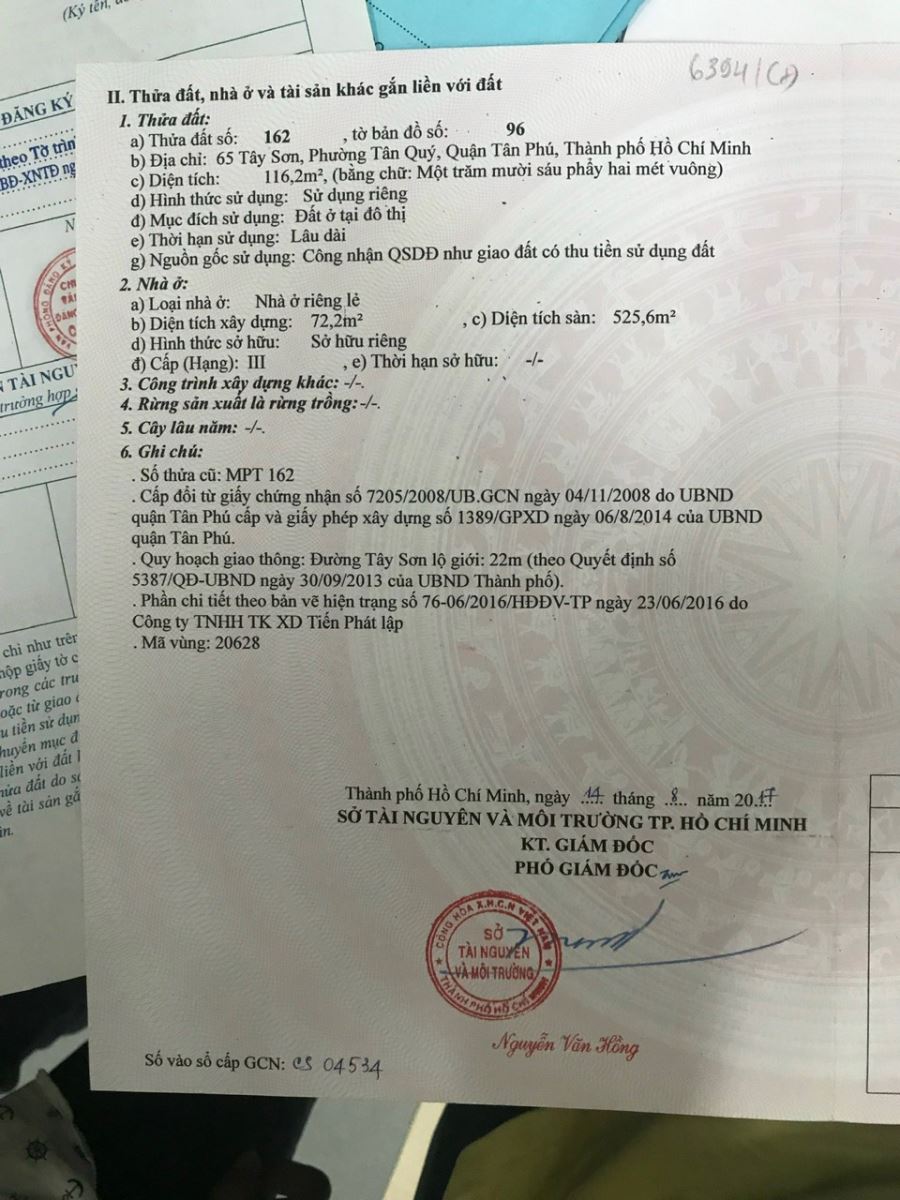 (Ký tên,
6394/(8)
ĐĂNG KÝ
theo Tờ trìn
BĐ-XNTĐ ng
N
TÀI NGU
trường hợp
chi như trên
nộp giấy tờ c
rong các trư
oặc từ giao
u tiền sử dụn
huyển mục đ
liền với đất
hửa đất do
về tài sản gắ
in.
II. Thửa đất, nhà ở và tài sản khác gắn liền với đất
1. Thửa đất:
a) Thửa đất số: 162 , tờ bản đồ số: 96
b) Địa chỉ: 65 Tây Sơn, Phường Tân Quý, Quận Tân Phú, Thành phố Hồ Chí Minh
c) Diện tích: 116,2m², (bằng chữ: Một trăm mười sáu phẩy hai mét vuông)
d) Hình thức sử dụng: Sử dụng riêng
đ) Mục đích sử dụng: Đất ở tại đô thị
e) Thời hạn sử dụng: Lâu dài
g) Nguồn gốc sử dụng: Công nhận QSDĐ như giao đất có thu tiền sử dụng đất
2. Nhà ở:
a) Loại nhà ở: Nhà ở riêng lẻ
b) Diện tích xây dựng: 72,2m² , c) Diện tích sàn: 525,6m²
d) Hình thức sở hữu: Sở hữu riêng
đ) Cấp (Hạng): III , e) Thời hạn sở hữu: -/-
3. Công trình xây dựng khác: -/-.
4. Rừng sản xuất là rừng trồng: -/-.
5. Cây lâu năm: -/-.
6. Ghi chú:
. Số thửa cũ: MPT 162
. Cấp đổi từ giấy chứng nhận số 7205/2008/UB.GCN ngày 04/11/2008 do UBND
quận Tân Phú cấp và giấy phép xây dựng số 1389/GPXD ngày 06/8/2014 của UBND
quận Tân Phú.
. Quy hoạch giao thông: Đường Tây Sơn lộ giới: 22m (theo Quyết định số
5387/QĐ-UBND ngày 30/09/2013 của UBND Thành phố).
. Phần chi tiết theo bản vẽ hiện trạng số 76-06/2016/HĐĐV-TP ngày 23/06/2016 do
Công ty TNHH TK XD Tiến Phát lập
. Mã vùng: 20628
Thành phố Hồ Chí Minh, ngày 14 tháng 8 năm 2017
SỞ TÀI NGUYÊN VÀ MÔI TRƯỜNG TP. HỒ CHÍ MINH
KT. GIÁM ĐỐC
PHÓ GIÁM ĐỐC
CỘNG HÒA X.H.C.N VIỆT NAM
SỞ
TÀI NGUYÊN
VÀ MÔI TRƯỜNG
THÀNH PHỐ HỒ CHÍ MINH
Nguyễn Văn Hồng
Số vào sổ cấp GCN: CS 04534